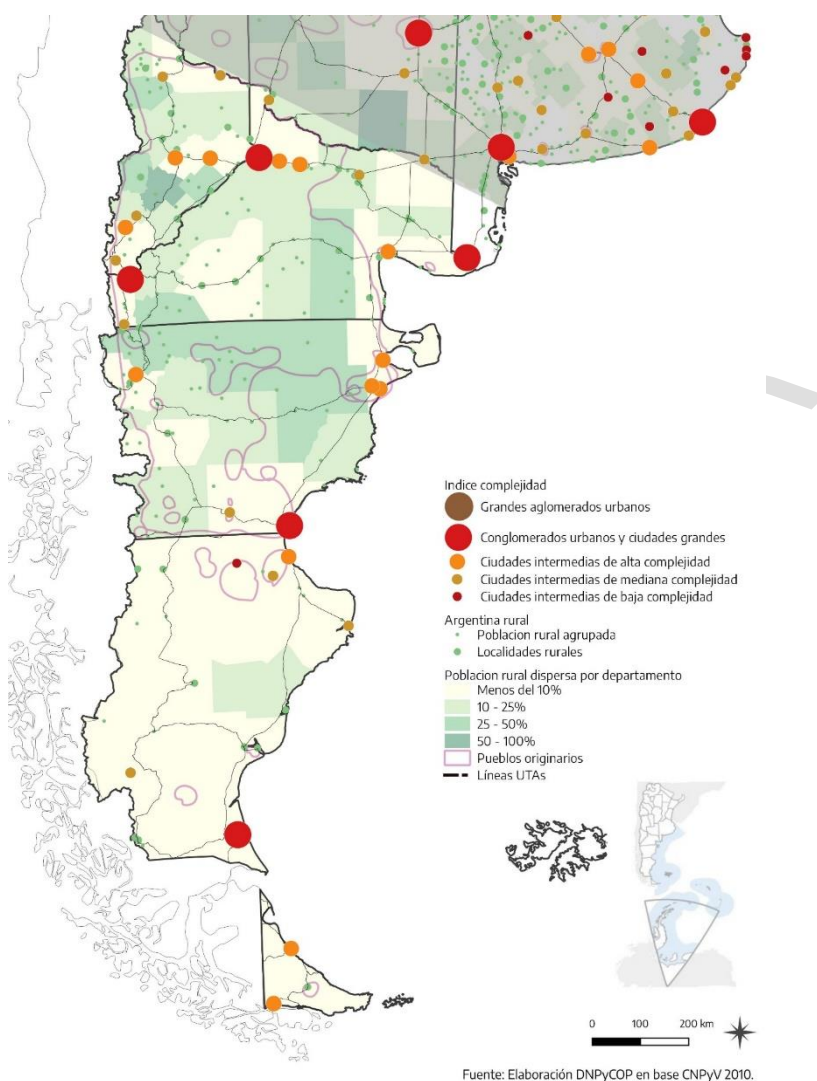 Indice complejidad
Grandes aglomerados urbanos
Conglomerados urbanos y ciudades grandes
Ciudades intermedias de alta complejidad
Ciudades intermedias de mediana complejidad
Ciudades intermedias de baja complejidad
Argentina rural
Poblacion rural agrupada
Localidades rurales
Poblacion rural dispersa por departamento
Menos del 10%
10 - 25%
25 - 50%
50 - 100%
Pueblos originarios
Líneas UTAs
0 100 200 km
Fuente: Elaboración DNPyCOP en base CNPyV 2010.